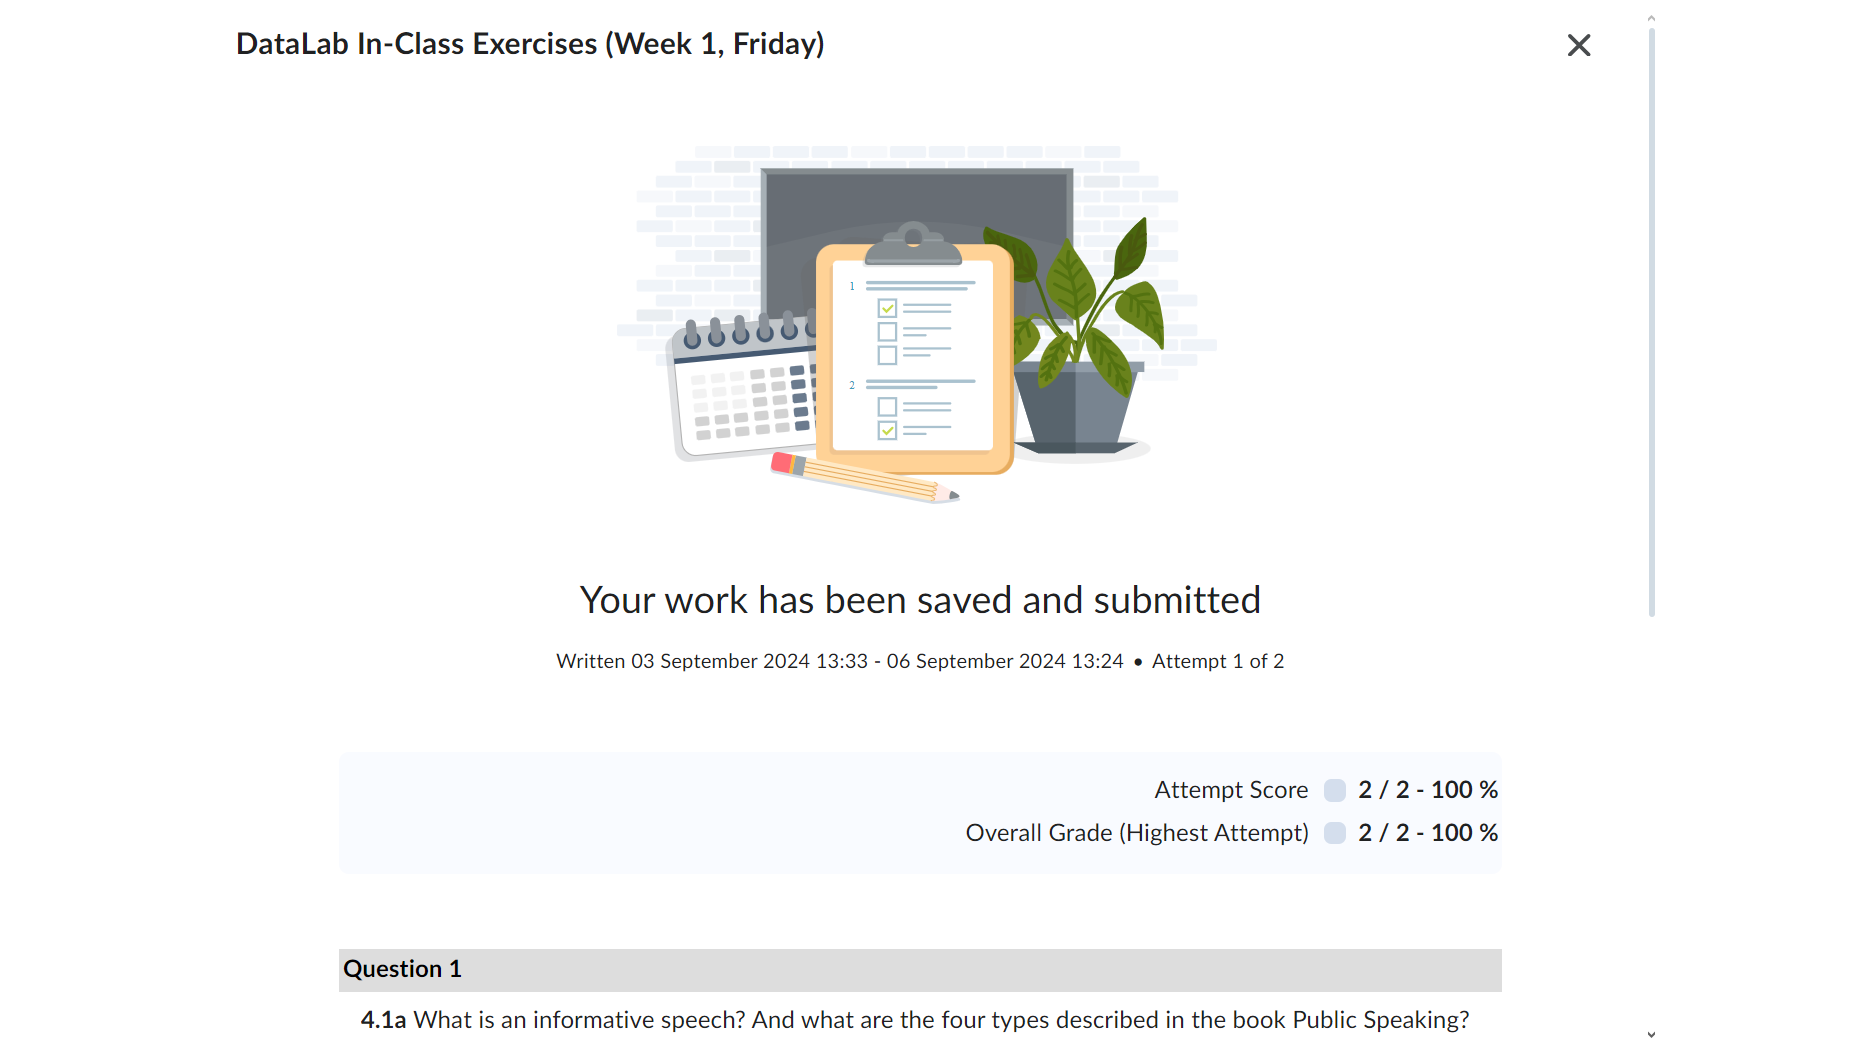 DataLab In-Class Exercises (Week 1, Friday)
1
2
Your work has been saved and submitted
Written 03 September 2024 13:33 - 06 September 2024 13:24 • Attempt 1 of 2
Attempt Score 2 / 2 - 100 %
Overall Grade (Highest Attempt) 2 / 2 - 100 %
Question 1
4.1a What is an informative speech? And what are the four types described in the book Public Speaking?